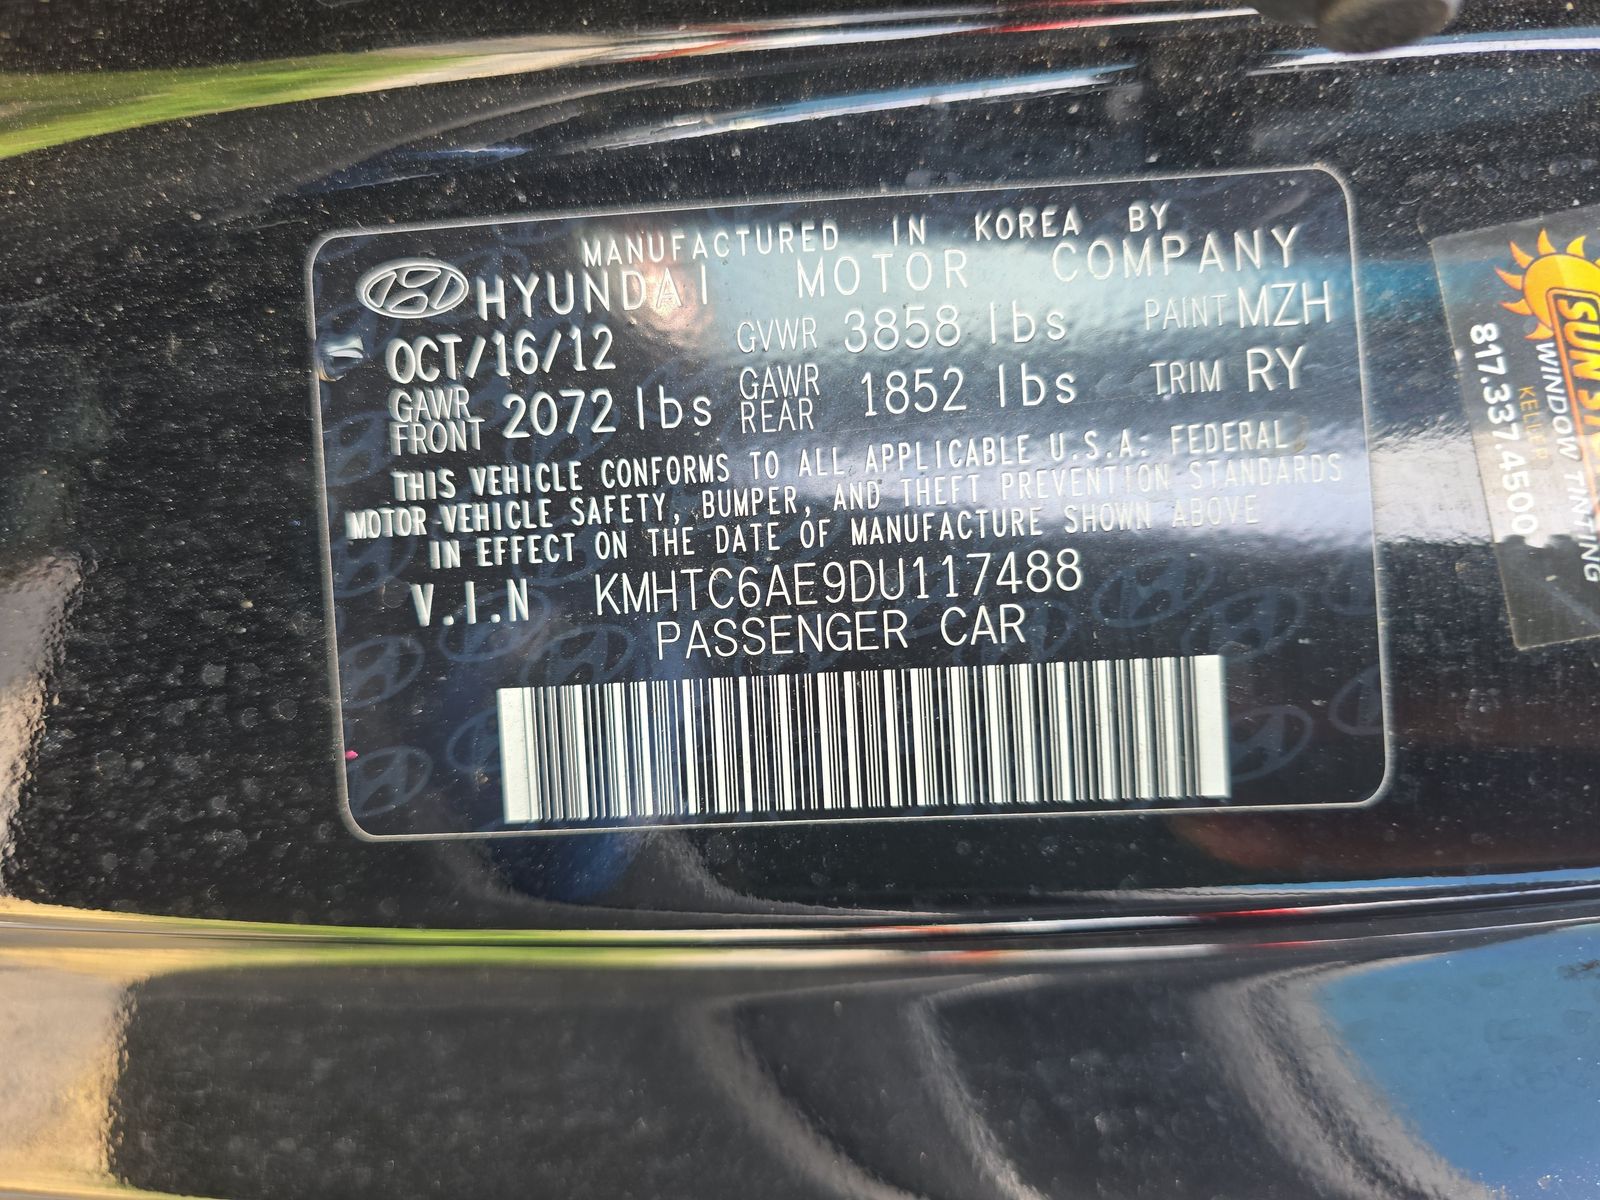 MANUFACTURED IN KOREA BY
HYUNDAI MOTOR COMPANY
OCT/16/12 GVWR 3858 lbs PAINT MZH
GAWR FRONT 2072 lbs GAWR REAR 1852 lbs TRIM RY
THIS VEHICLE CONFORMS TO ALL APPLICABLE U.S.A. FEDERAL
MOTOR VEHICLE SAFETY, BUMPER, AND THEFT PREVENTION STANDARDS
IN EFFECT ON THE DATE OF MANUFACTURE SHOWN ABOVE
V.I.N KMHTC6AE9DU117488
PASSENGER CAR
SUN
WINDOW TINTING
KELLER
817.337.4500